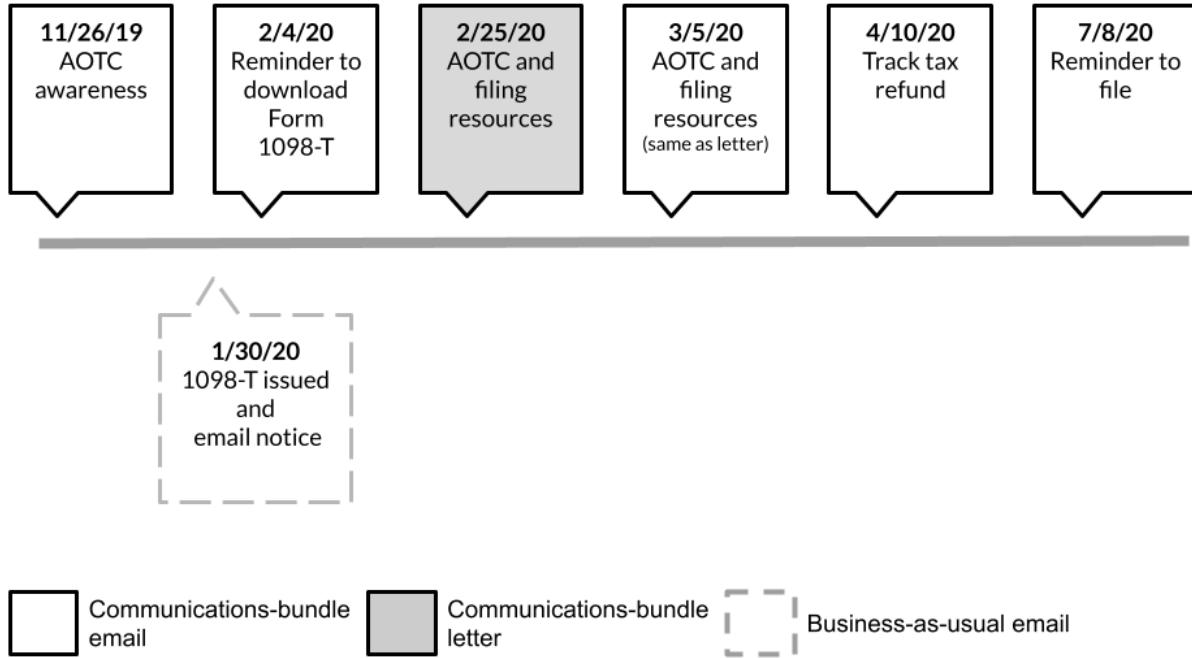 11/26/19
AOTC
awareness
2/4/20
Reminder to
download
Form
1098-T
2/25/20
AOTC and
filing
resources
3/5/20
AOTC and
filing
resources
(same as letter)
4/10/20
Track tax
refund
7/8/20
Reminder to
file
1/30/20
1098-T issued
and
email notice
Communications-bundle
email
Communications-bundle
letter
Business-as-usual email